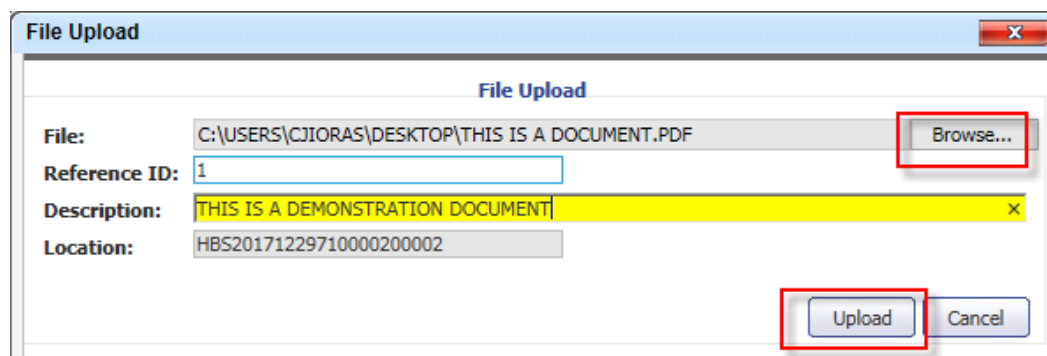 File Upload
x
File Upload
File: C:\USERS\CJIORAS\DESKTOP\THIS IS A DOCUMENT.PDF Browse...
Reference ID: 1
Description: THIS IS A DEMONSTRATION DOCUMENT ×
Location: HBS20171229710000200002
Upload Cancel